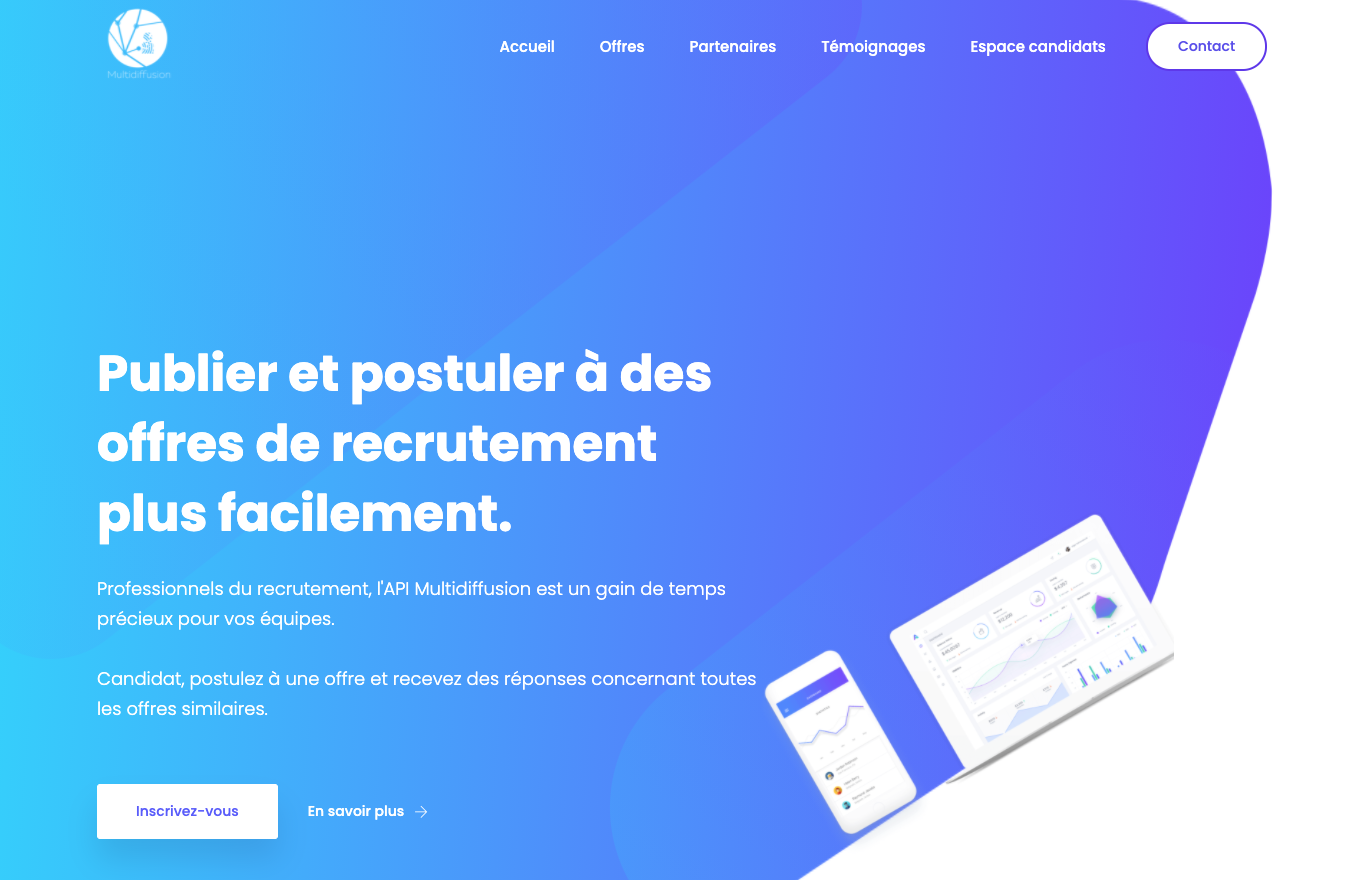 Multidiffusion
Accueil
Offres
Partenaires
Témoignages
Espace candidats
Contact
Publier et postuler à des
offres de recrutement
plus facilement.
Professionnels du recrutement, l'API Multidiffusion est un gain de temps
précieux pour vos équipes.
Candidat, postulez à une offre et recevez des réponses concernant toutes
les offres similaires.
Inscrivez-vous
En savoir plus